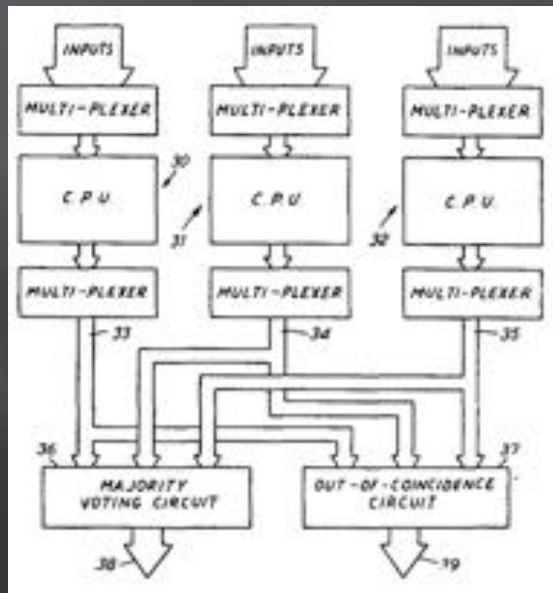 INPUTS INPUTS INPUTS
MULTI-PLEXER MULTI-PLEXER MULTI-PLEXER
30
C.P.U. C.P.U. C.P.U.
31 32
MULTI-PLEXER MULTI-PLEXER MULTI-PLEXER
33 34 35
36 37
MAJORITY VOTING CIRCUIT
OUT-OF-COINCIDENCE CIRCUIT
38 39